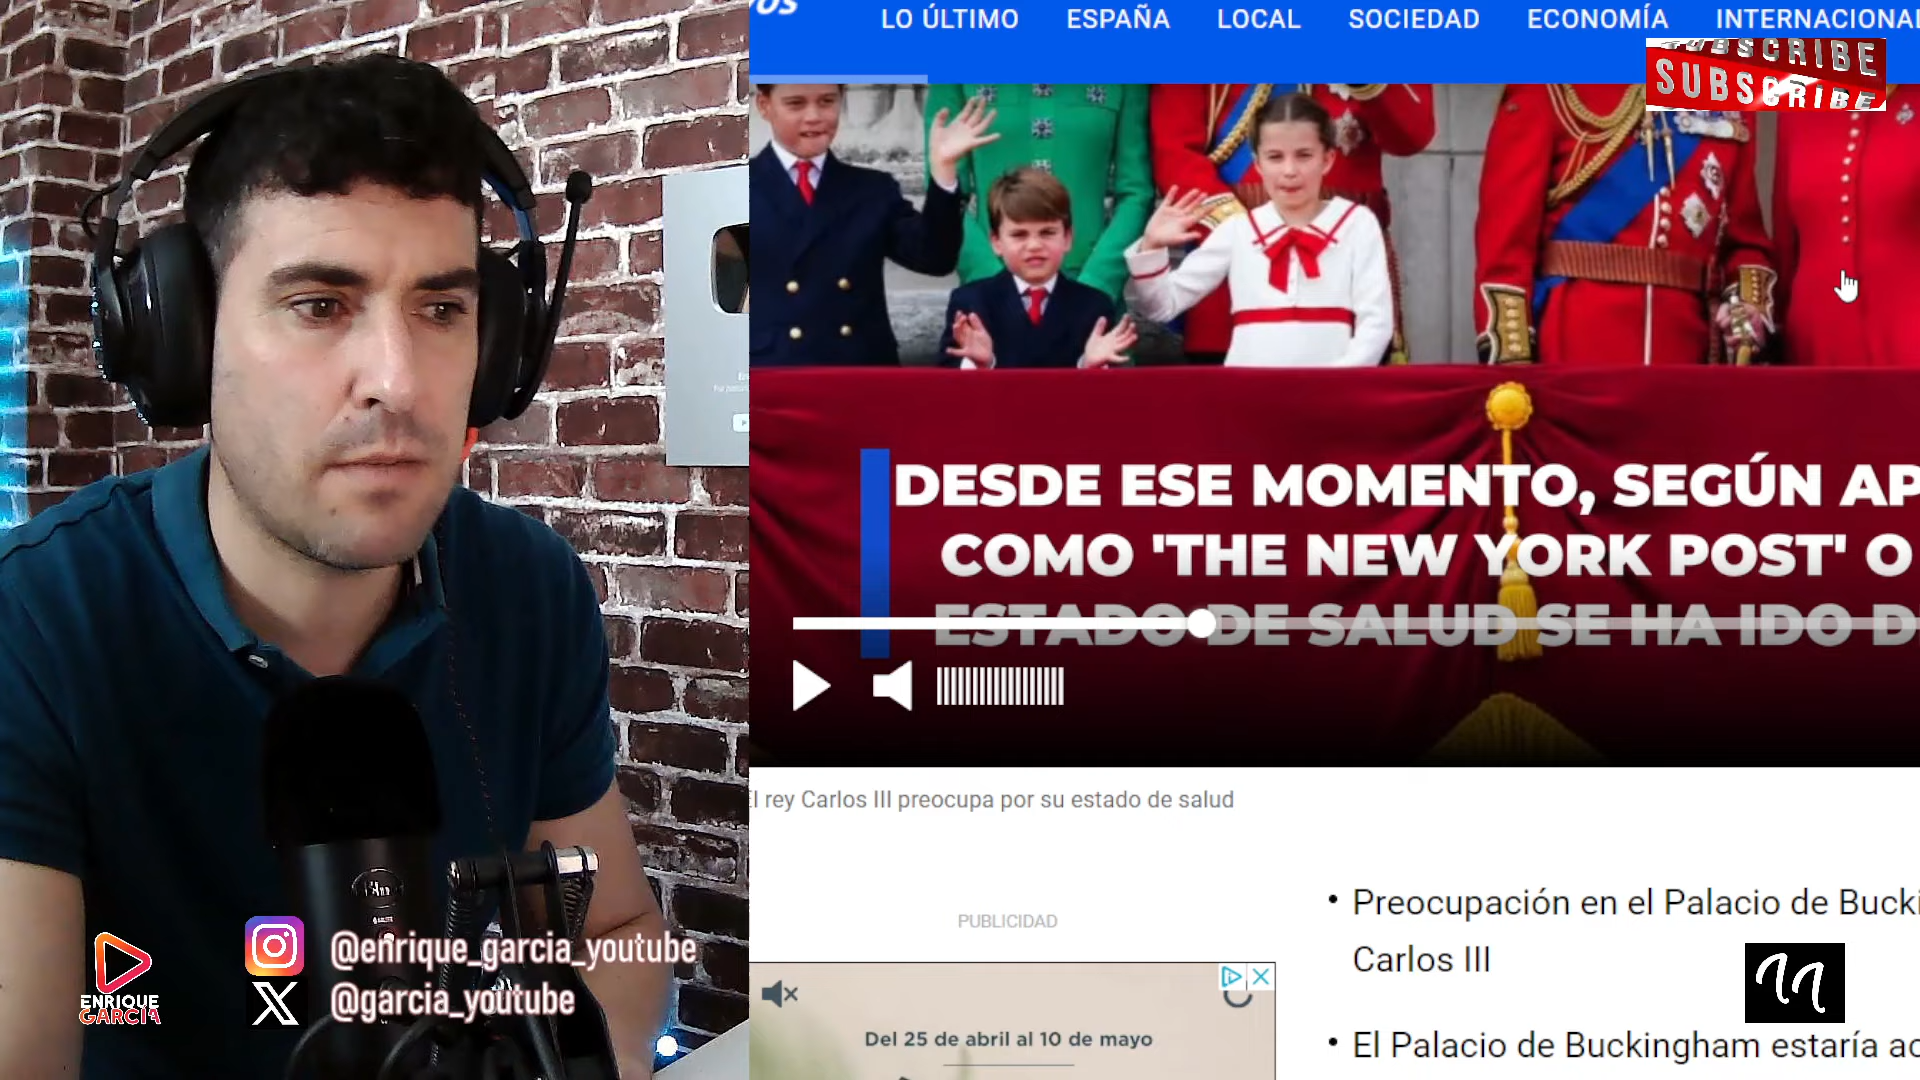 LO ÚLTIMO ESPAÑA LOCAL SOCIEDAD ECONOMÍA INTERNACIONA
SUBSCRIBE
SUBSCRIBE
DESDE ESE MOMENTO, SEGÚN AP
COMO 'THE NEW YORK POST' O
ESTADO DE SALUD SE HA IDO D
El rey Carlos III preocupa por su estado de salud
PUBLICIDAD
• Preocupación en el Palacio de Bucki
Carlos III
• El Palacio de Buckingham estaría ac
Del 25 de abril al 10 de mayo
@enrique_garcia_youtube
@garcia_youtube
ENRIQUE
GARCIA